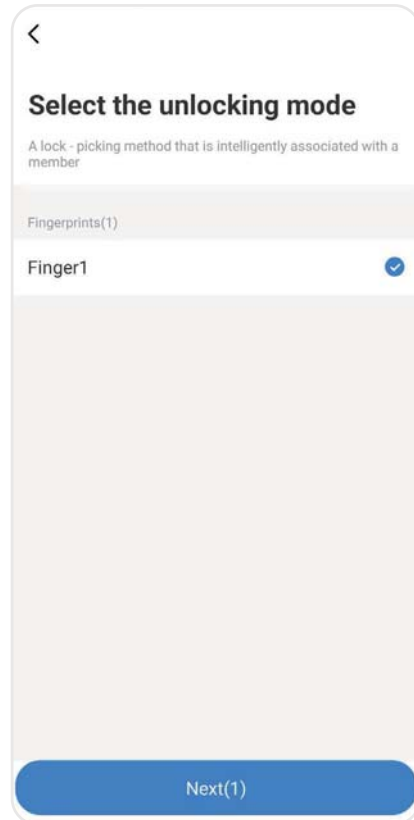 Select the unlocking mode
A lock - picking method that is intelligently associated with a
member
Fingerprints(1)
Finger1
Next(1)